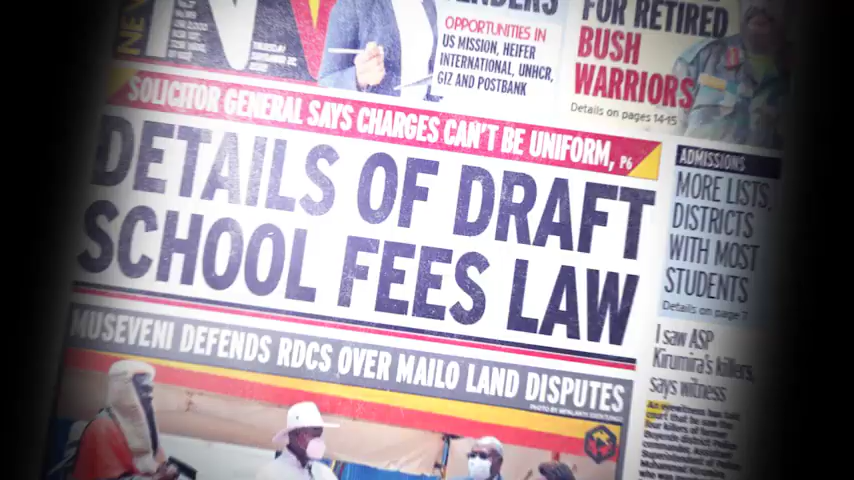 NEW
OPPORTUNITIES IN
US MISSION, HEIFER
INTERNATIONAL, UNHCR,
GIZ AND POSTBANK
FOR RETIRED
BUSH
WARRIORS
Details on pages 14-15
SOLICITOR GENERAL SAYS CHARGES CAN'T BE UNIFORM, P6
DETAILS OF DRAFT
SCHOOL FEES LAW
ADMISSIONS
MORE LISTS,
DISTRICTS
WITH MOST
STUDENTS
Details on page 7
MUSEVENI DEFENDS RDCS OVER MAILO LAND DISPUTES
I saw ASP
Kirumira's killers,
says witness